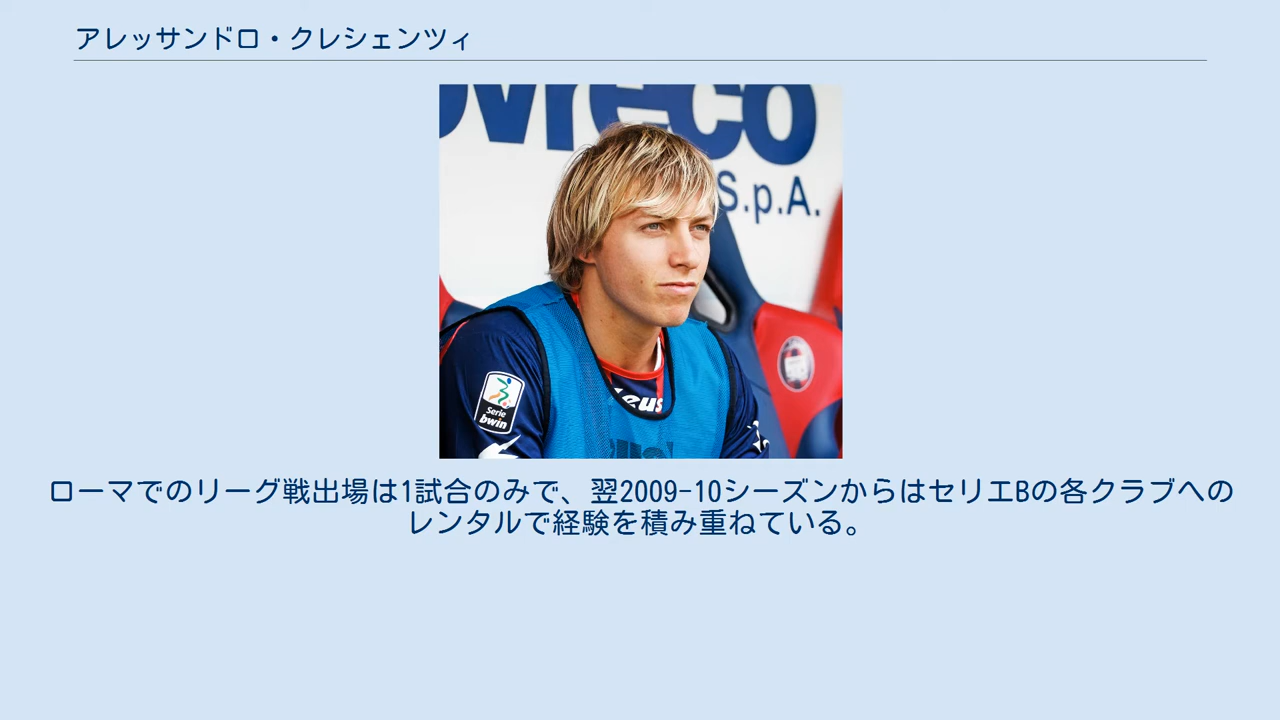 アレッサンドロ・クレシェンツィ
ovreco
S.p.A.
Serie
bwin
eus
ローマでのリーグ戦出場は1試合のみで、翌2009-10シーズンからはセリエBの各クラブへの
レンタルで経験を積み重ねている。